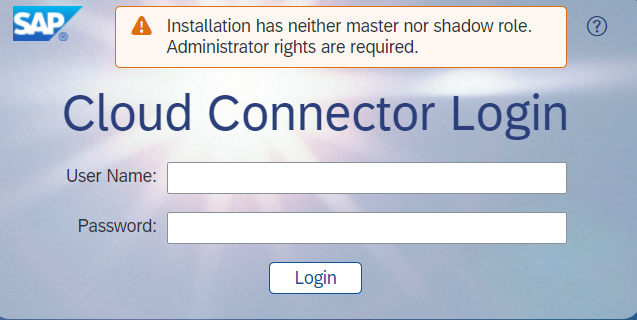 SAP®
Installation has neither master nor shadow role.
Administrator rights are required.
?
Cloud Connector Login
User Name:
Password:
Login